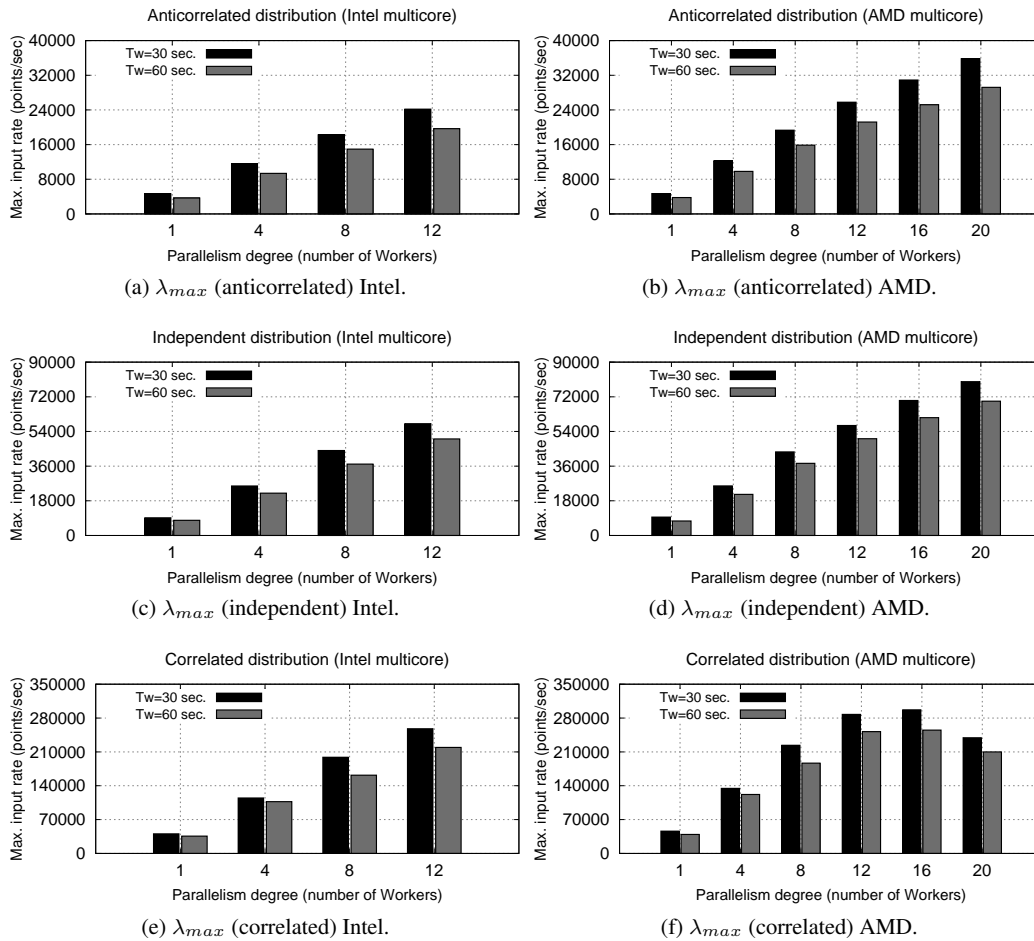 Anticorrelated distribution (Intel multicore)
Max. input rate (points/sec)
40000
32000
24000
16000
8000
0
Tw=30 sec.
Tw=60 sec.
1 4 8 12
Parallelism degree (number of Workers)
(a) λmax (anticorrelated) Intel.
Anticorrelated distribution (AMD multicore)
Max. input rate (points/sec)
40000
32000
24000
16000
8000
0
Tw=30 sec.
Tw=60 sec.
1 4 8 12 16 20
Parallelism degree (number of Workers)
(b) λmax (anticorrelated) AMD.
Independent distribution (Intel multicore)
Max. input rate (points/sec)
90000
72000
54000
36000
18000
0
Tw=30 sec.
Tw=60 sec.
1 4 8 12
Parallelism degree (number of Workers)
(c) λmax (independent) Intel.
Independent distribution (AMD multicore)
Max. input rate (points/sec)
90000
72000
54000
36000
18000
0
Tw=30 sec.
Tw=60 sec.
1 4 8 12 16 20
Parallelism degree (number of Workers)
(d) λmax (independent) AMD.
Correlated distribution (Intel multicore)
Max. input rate (points/sec)
350000
280000
210000
140000
70000
0
Tw=30 sec.
Tw=60 sec.
1 4 8 12
Parallelism degree (number of Workers)
(e) λmax (correlated) Intel.
Correlated distribution (AMD multicore)
Max. input rate (points/sec)
350000
280000
210000
140000
70000
0
Tw=30 sec.
Tw=60 sec.
1 4 8 12 16 20
Parallelism degree (number of Workers)
(f) λmax (correlated) AMD.